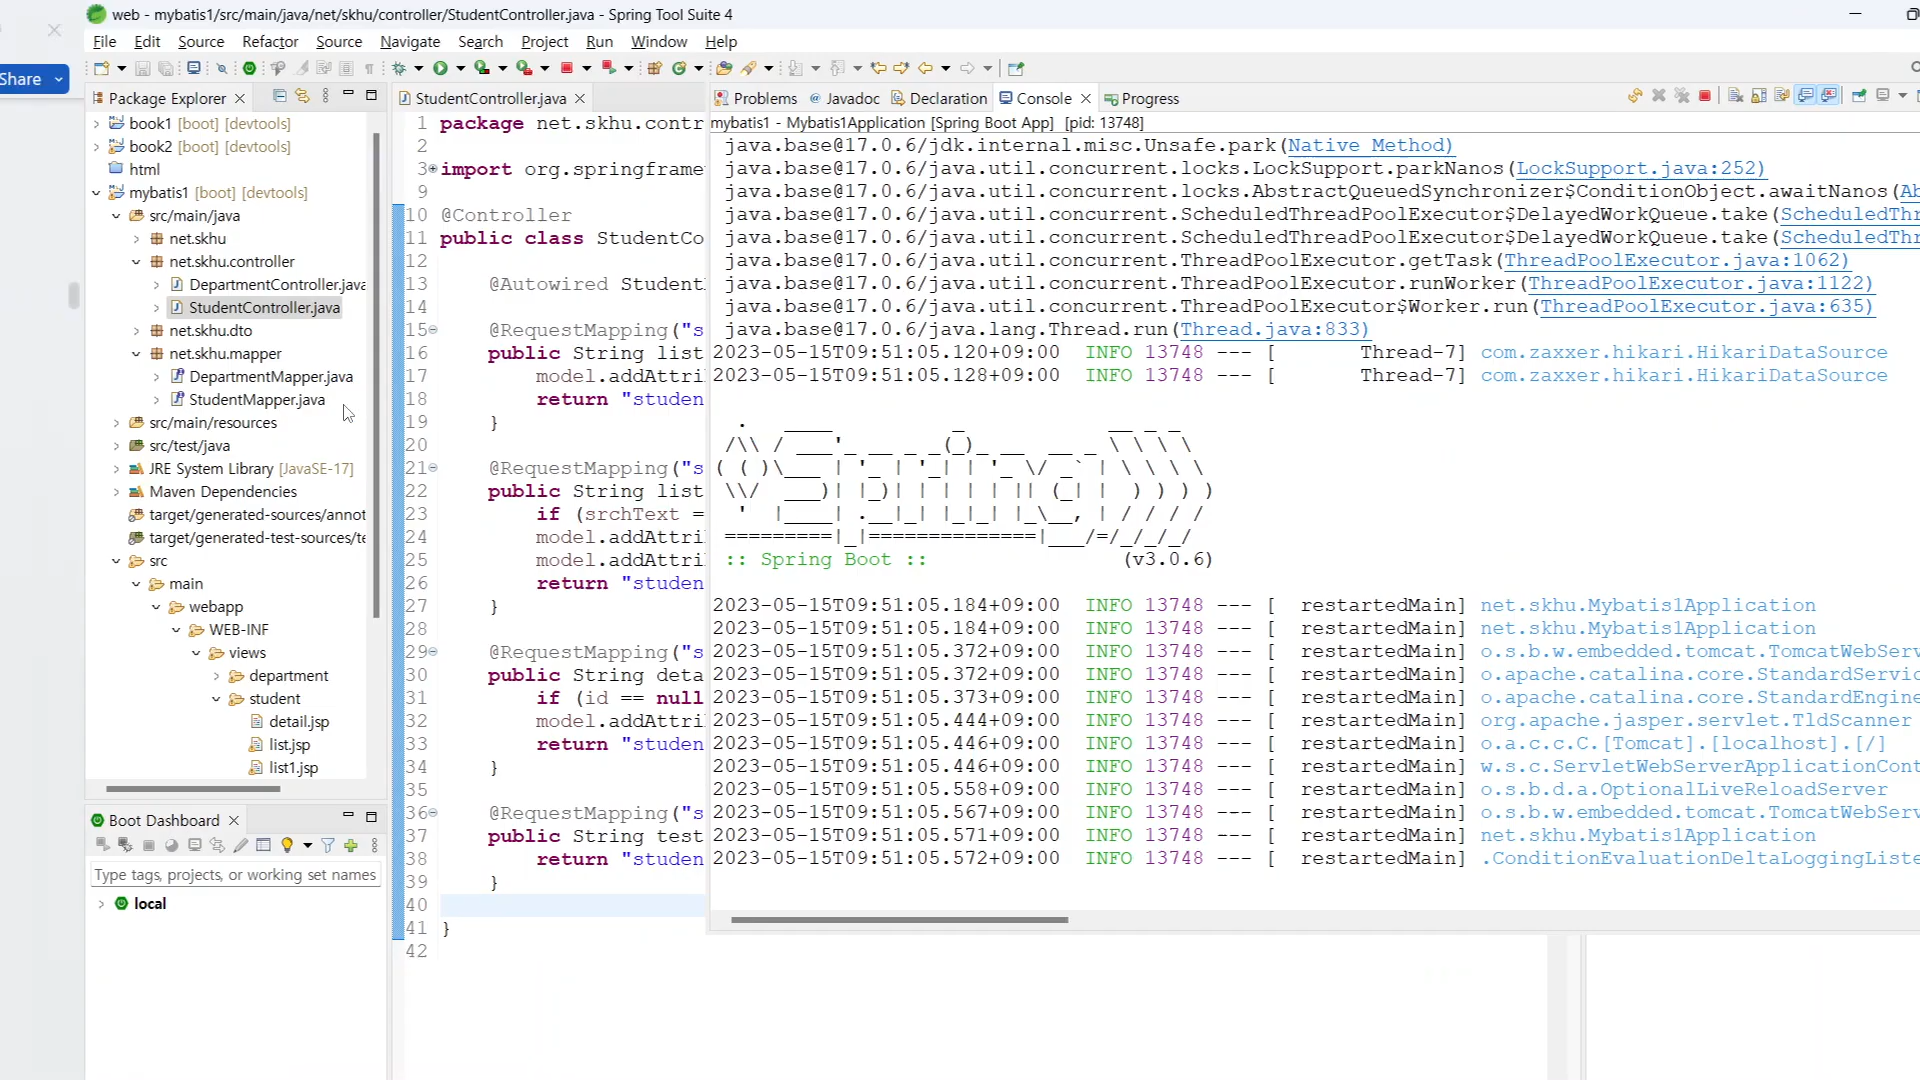 Share
web - mybatis1/src/main/java/net/skhu/controller/StudentController.java - Spring Tool Suite 4
File Edit Source Refactor Source Navigate Search Project Run Window Help
Package Explorer
book1 [boot] [devtools]
book2 [boot] [devtools]
html
mybatis1 [boot] [devtools]
src/main/java
net.skhu
net.skhu.controller
DepartmentController.java
StudentController.java
net.skhu.dto
net.skhu.mapper
DepartmentMapper.java
StudentMapper.java
src/main/resources
src/test/java
JRE System Library [JavaSE-17]
Maven Dependencies
target/generated-sources/annot
target/generated-test-sources/te
src
main
webapp
WEB-INF
views
department
student
detail.jsp
list.jsp
list1.jsp
Boot Dashboard
Type tags, projects, or working set names
local
StudentController.java
1 package net.skhu.contr
2
3 import org.springframe
9
10 @Controller
11 public class StudentCo
12
13 @Autowired Student
14
15 @RequestMapping("s
16 public String list
17 model.addAttri
18 return "studen
19 }
20
21 @RequestMapping("s
22 public String list
23 if (srchText =
24 model.addAttri
25 model.addAttri
26 return "studen
27 }
28
29 @RequestMapping("s
30 public String deta
31 if (id == null
32 model.addAttri
33 return "studen
34 }
35
36 @RequestMapping("s
37 public String test
38 return "studen
39 }
40
41 }
42
Problems @ Javadoc Declaration Console Progress
mybatis1 - Mybatis1Application [Spring Boot App] [pid: 13748]
java.base@17.0.6/jdk.internal.misc.Unsafe.park(Native Method)
java.base@17.0.6/java.util.concurrent.locks.LockSupport.parkNanos(LockSupport.java:252)
java.base@17.0.6/java.util.concurrent.locks.AbstractQueuedSynchronizer$ConditionObject.awaitNanos(Ab
java.base@17.0.6/java.util.concurrent.ScheduledThreadPoolExecutor$DelayedWorkQueue.take(ScheduledThr
java.base@17.0.6/java.util.concurrent.ScheduledThreadPoolExecutor$DelayedWorkQueue.take(ScheduledThr
java.base@17.0.6/java.util.concurrent.ThreadPoolExecutor.getTask(ThreadPoolExecutor.java:1062)
java.base@17.0.6/java.util.concurrent.ThreadPoolExecutor.runWorker(ThreadPoolExecutor.java:1122)
java.base@17.0.6/java.util.concurrent.ThreadPoolExecutor$Worker.run(ThreadPoolExecutor.java:635)
java.base@17.0.6/java.lang.Thread.run(Thread.java:833)
2023-05-15T09:51:05.120+09:00 INFO 13748 --- [ Thread-7] com.zaxxer.hikari.HikariDataSource
2023-05-15T09:51:05.128+09:00 INFO 13748 --- [ Thread-7] com.zaxxer.hikari.HikariDataSource
Spring
:: Spring Boot :: (v3.0.6)
2023-05-15T09:51:05.184+09:00 INFO 13748 --- [ restartedMain] net.skhu.Mybatis1Application
2023-05-15T09:51:05.184+09:00 INFO 13748 --- [ restartedMain] net.skhu.Mybatis1Application
2023-05-15T09:51:05.372+09:00 INFO 13748 --- [ restartedMain] o.s.b.w.embedded.tomcat.TomcatWebServ
2023-05-15T09:51:05.372+09:00 INFO 13748 --- [ restartedMain] o.apache.catalina.core.StandardServic
2023-05-15T09:51:05.373+09:00 INFO 13748 --- [ restartedMain] o.apache.catalina.core.StandardEngine
2023-05-15T09:51:05.444+09:00 INFO 13748 --- [ restartedMain] org.apache.jasper.servlet.TldScanner
2023-05-15T09:51:05.446+09:00 INFO 13748 --- [ restartedMain] o.a.c.c.C.[Tomcat].[localhost].[/]
2023-05-15T09:51:05.446+09:00 INFO 13748 --- [ restartedMain] w.s.c.ServletWebServerApplicationCont
2023-05-15T09:51:05.558+09:00 INFO 13748 --- [ restartedMain] o.s.b.d.a.OptionalLiveReloadServer
2023-05-15T09:51:05.567+09:00 INFO 13748 --- [ restartedMain] o.s.b.w.embedded.tomcat.TomcatWebServ
2023-05-15T09:51:05.571+09:00 INFO 13748 --- [ restartedMain] net.skhu.Mybatis1Application
2023-05-15T09:51:05.572+09:00 INFO 13748 --- [ restartedMain] .ConditionEvaluationDeltaLoggingListe